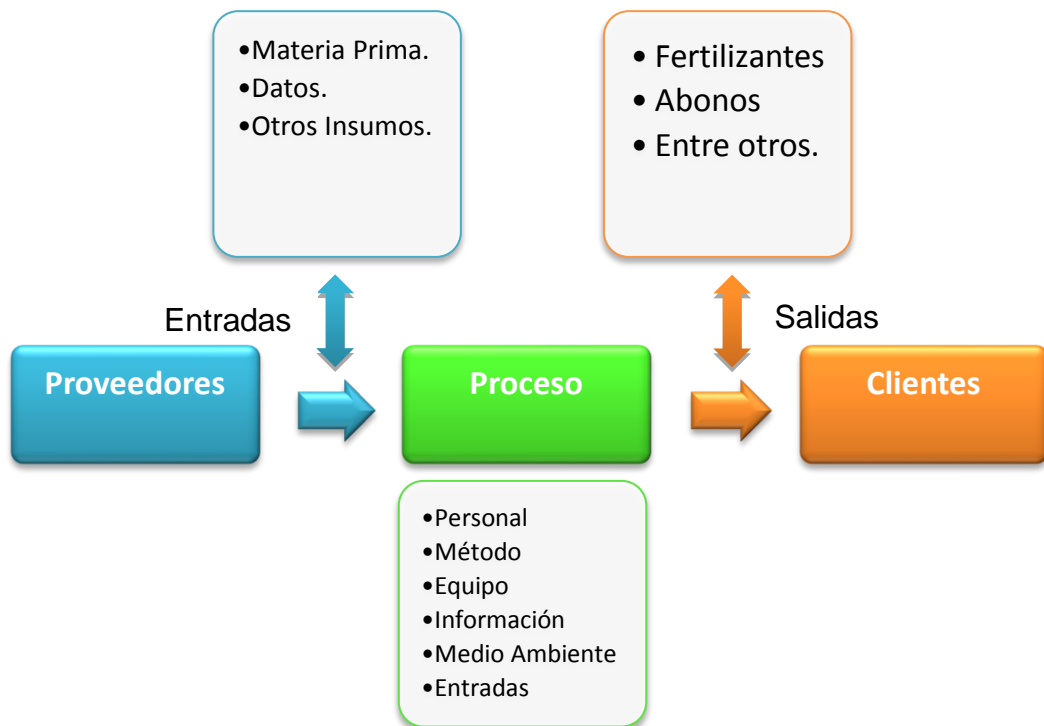 •Materia Prima.
•Datos.
•Otros Insumos.
• Fertilizantes
• Abonos
• Entre otros.
Entradas
Salidas
Proveedores
Proceso
Clientes
•Personal
•Método
•Equipo
•Información
•Medio Ambiente
•Entradas